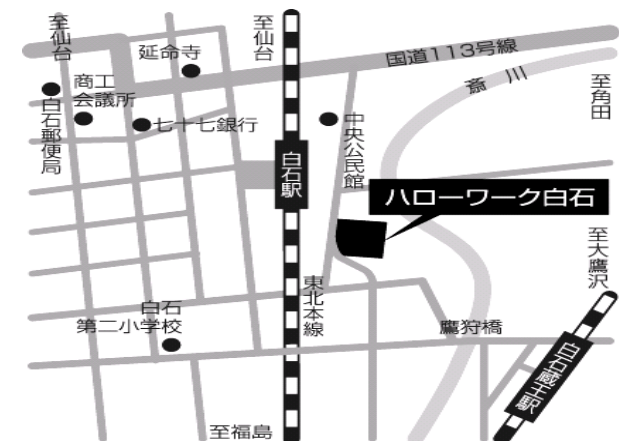 至仙台
至仙台
延命寺
国道113号線
斎川
至角田
商工
会議所
白石郵便局
七十七銀行
中央公民館
白石駅
ハローワーク白石
至大鷹沢
東北本線
白石
第二小学校
鷹狩橋
白石蔵王駅
至福島